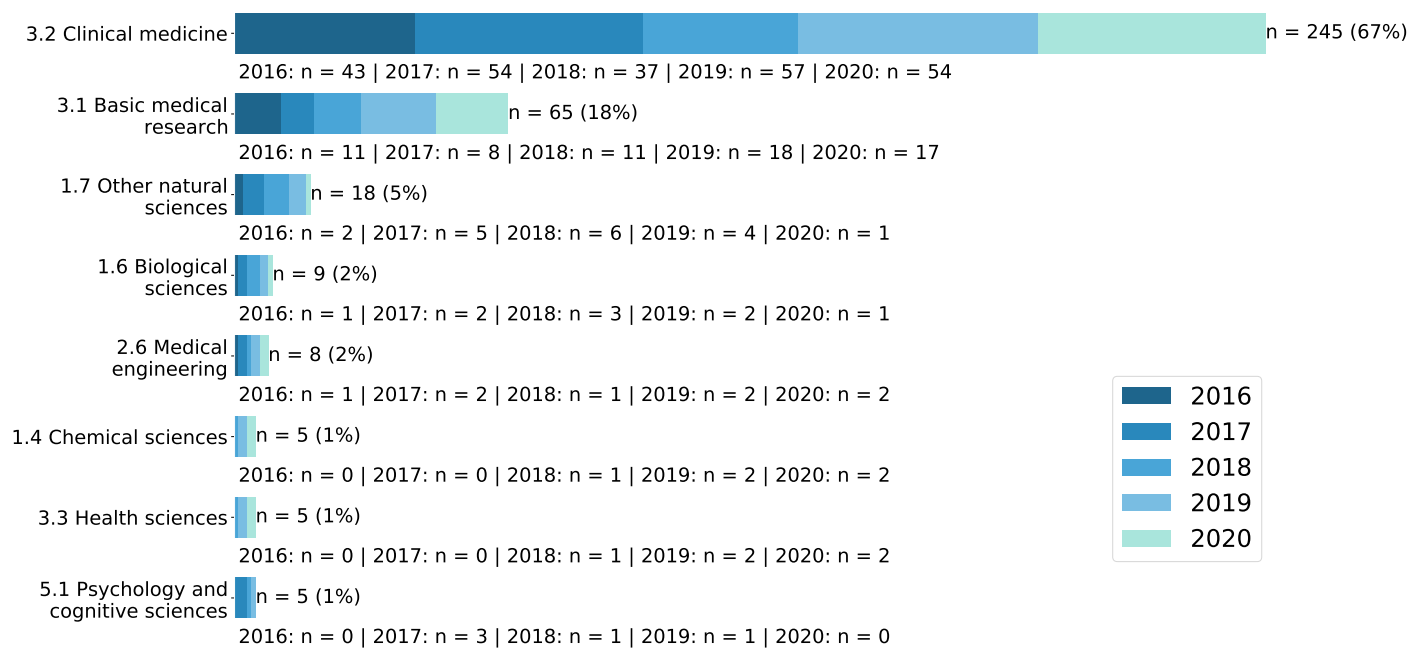 3.2 Clinical medicine
n = 245 (67%)
2016: n = 43 | 2017: n = 54 | 2018: n = 37 | 2019: n = 57 | 2020: n = 54
3.1 Basic medical
research
n = 65 (18%)
2016: n = 11 | 2017: n = 8 | 2018: n = 11 | 2019: n = 18 | 2020: n = 17
1.7 Other natural
sciences
n = 18 (5%)
2016: n = 2 | 2017: n = 5 | 2018: n = 6 | 2019: n = 4 | 2020: n = 1
1.6 Biological
sciences
n = 9 (2%)
2016: n = 1 | 2017: n = 2 | 2018: n = 3 | 2019: n = 2 | 2020: n = 1
2.6 Medical
engineering
n = 8 (2%)
2016: n = 1 | 2017: n = 2 | 2018: n = 1 | 2019: n = 2 | 2020: n = 2
1.4 Chemical sciences
n = 5 (1%)
2016: n = 0 | 2017: n = 0 | 2018: n = 1 | 2019: n = 2 | 2020: n = 2
3.3 Health sciences
n = 5 (1%)
2016: n = 0 | 2017: n = 0 | 2018: n = 1 | 2019: n = 2 | 2020: n = 2
5.1 Psychology and
cognitive sciences
n = 5 (1%)
2016: n = 0 | 2017: n = 3 | 2018: n = 1 | 2019: n = 1 | 2020: n = 0
2016
2017
2018
2019
2020